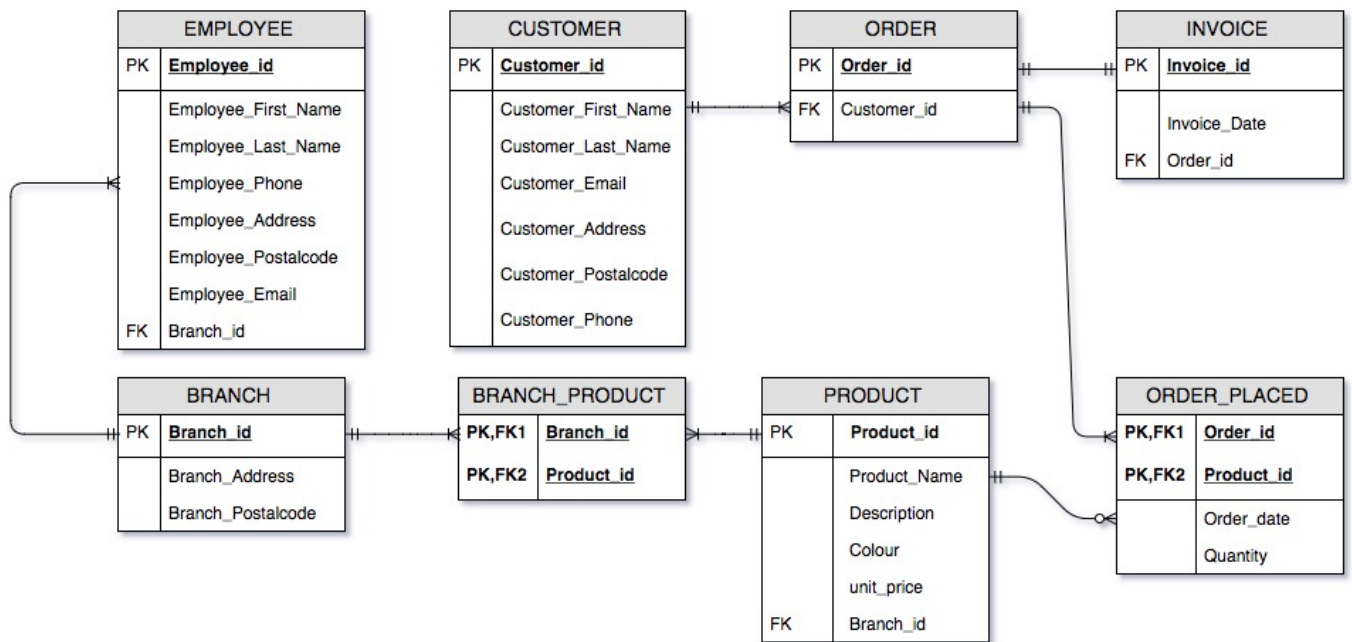 EMPLOYEE
PK Employee_id
Employee_First_Name
Employee_Last_Name
Employee_Phone
Employee_Address
Employee_Postalcode
Employee_Email
FK Branch_id
CUSTOMER
PK Customer_id
Customer_First_Name
Customer_Last_Name
Customer_Email
Customer_Address
Customer_Postalcode
Customer_Phone
ORDER
PK Order_id
FK Customer_id
INVOICE
PK Invoice_id
Invoice_Date
FK Order_id
BRANCH
PK Branch_id
Branch_Address
Branch_Postalcode
BRANCH_PRODUCT
PK,FK1 Branch_id
PK,FK2 Product_id
PRODUCT
PK Product_id
Product_Name
Description
Colour
unit_price
FK Branch_id
ORDER_PLACED
PK,FK1 Order_id
PK,FK2 Product_id
Order_date
Quantity